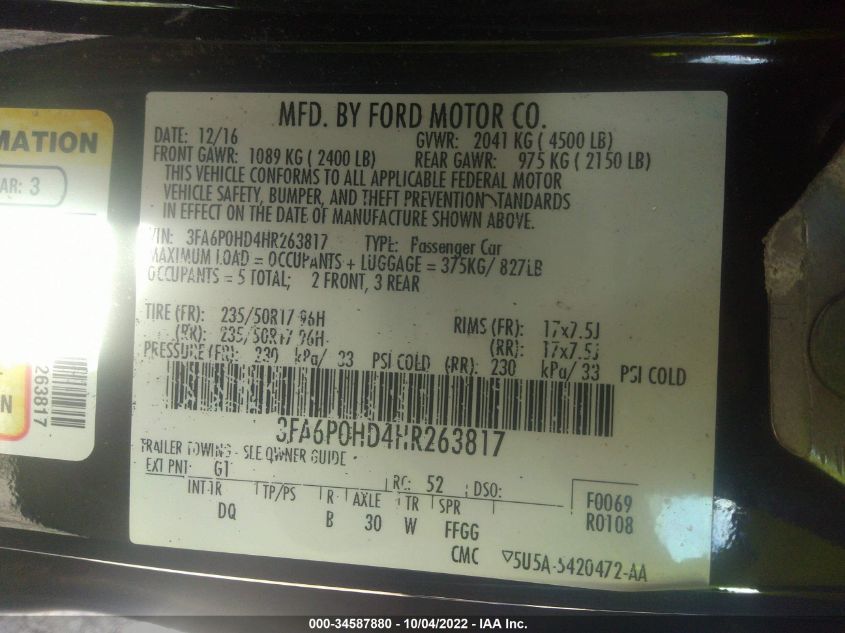 MATION
AR: 3
263817
N
MFD. BY FORD MOTOR CO.
DATE: 12/16 GVWR: 2041 KG ( 4500 LB)
FRONT GAWR: 1089 KG ( 2400 LB) REAR GAWR: 975 KG ( 2150 LB)
THIS VEHICLE CONFORMS TO ALL APPLICABLE FEDERAL MOTOR
VEHICLE SAFETY, BUMPER, AND THEFT PREVENTION STANDARDS
IN EFFECT ON THE DATE OF MANUFACTURE SHOWN ABOVE.
VIN: 3FA6P0HD4HR263817 TYPE: Passenger Car
MAXIMUM LOAD = OCCUPANTS + LUGGAGE = 375KG/ 827LB
OCCUPANTS = 5 TOTAL; 2 FRONT, 3 REAR
TIRE (FR): 235/50R17 96H RIMS (FR): 17x7.5J
(RR): 235/50R17 96H (RR): 17x7.5J
PRESSURE (FR): 230 kPa/ 33 PSI COLD (RR): 230 kPa/ 33 PSI COLD
3FA6P0HD4HR263817
TRAILER TOWING - SEE OWNER GUIDE
EXT PNT: G1 RC: 52 DSO:
INT TR TP/PS R AXLE TR SPR F0069
DQ B 30 W FFGG R0108
CMC 5U5A-5420472-AA
000-34587880 - 10/04/2022 - IAA Inc.